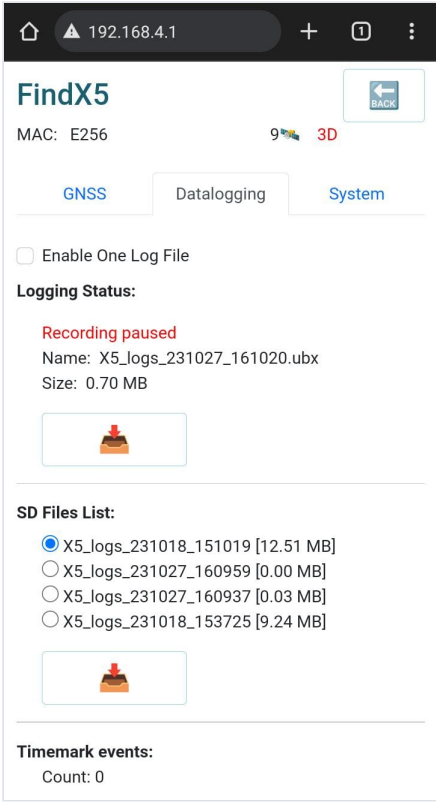 192.168.4.1
1
FindX5
BACK
MAC: E256
9
3D
GNSS
Datalogging
System
Enable One Log File
Logging Status:
Recording paused
Name: X5_logs_231027_161020.ubx
Size: 0.70 MB
SD Files List:
X5_logs_231018_151019 [12.51 MB]
X5_logs_231027_160959 [0.00 MB]
X5_logs_231027_160937 [0.03 MB]
X5_logs_231018_153725 [9.24 MB]
Timemark events:
Count: 0